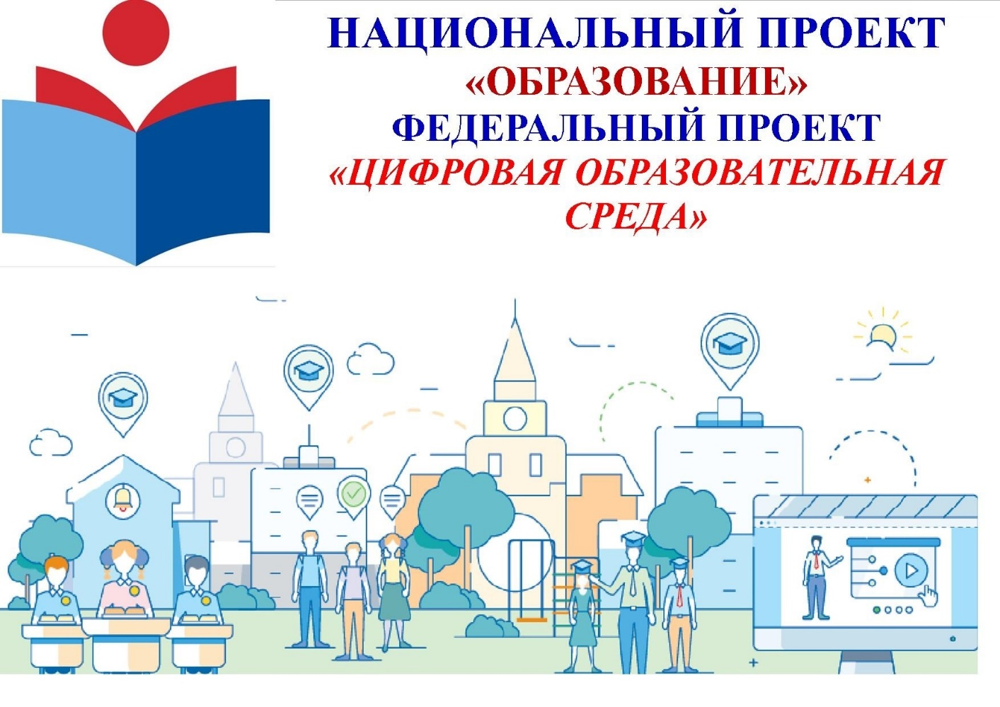 НАЦИОНАЛЬНЫЙ ПРОЕКТ
«ОБРАЗОВАНИЕ»
ФЕДЕРАЛЬНЫЙ ПРОЕКТ
«ЦИФРОВАЯ ОБРАЗОВАТЕЛЬНАЯ
СРЕДА»